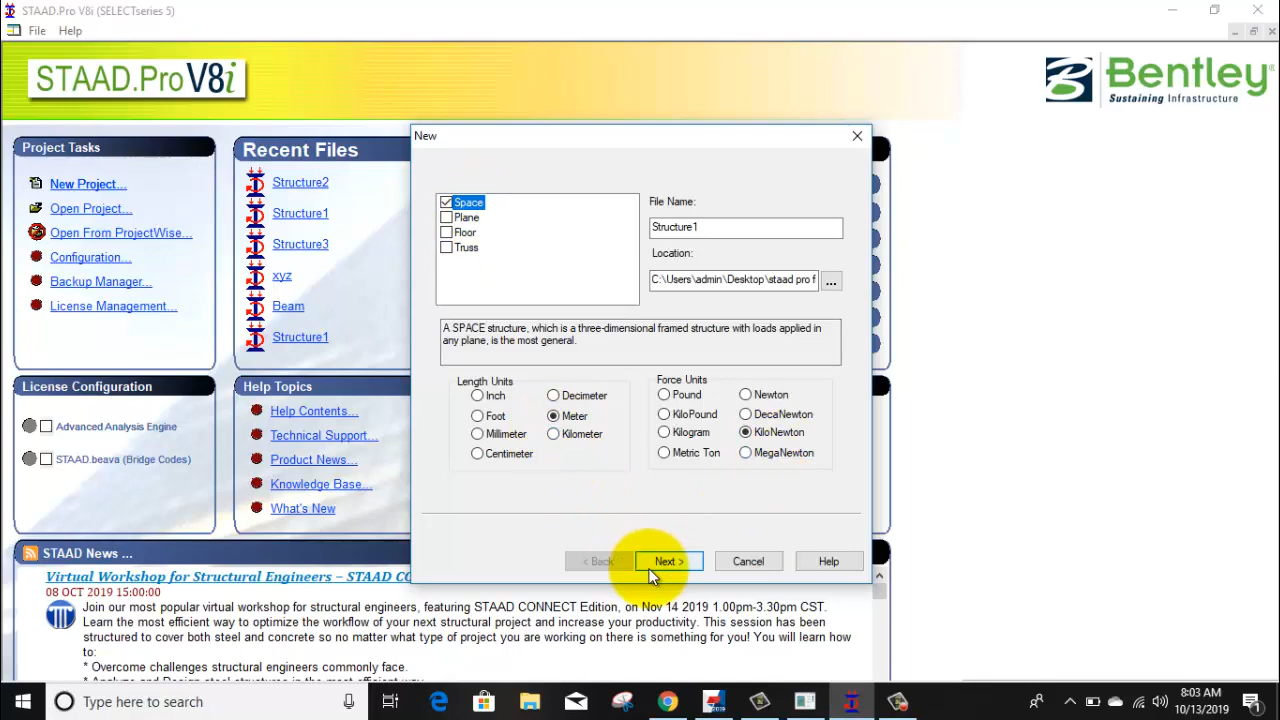 STAAD.Pro V8i (SELECTseries 5)
File Help
STAAD.Pro V8i
Bentley
Sustaining Infrastructure
Project Tasks
New Project...
Open Project...
Open From ProjectWise...
Configuration...
Backup Manager...
License Management...
Recent Files
Structure2
Structure1
Structure3
xyz
Beam
Structure1
License Configuration
Advanced Analysis Engine
STAAD.beava (Bridge Codes)
Help Topics
Help Contents...
Technical Support...
Product News...
Knowledge Base...
What's New
New
Space
Plane
Floor
Truss
File Name:
Structure1
Location:
C:\Users\admin\Desktop\staad pro f
...
A SPACE structure, which is a three-dimensional framed structure with loads applied in
any plane, is the most general.
Length Units
Inch Decimeter
Foot Meter
Millimeter Kilometer
Centimeter
Force Units
Pound Newton
KiloPound DecaNewton
Kilogram KiloNewton
Metric Ton MegaNewton
< Back Next > Cancel Help
STAAD News ...
Virtual Workshop for Structural Engineers – STAAD CO
08 OCT 2019 15:00:00
Join our most popular virtual workshop for structural engineers, featuring STAAD CONNECT Edition, on Nov 14 2019 1.00pm-3.30pm CST.
Learn the most efficient way to optimize the workflow of your next structural project and increase your productivity. This session has been
structured to cover both steel and concrete so no matter what type of project you are working on there is something for you! You will learn how
to:
* Overcome challenges structural engineers commonly face.
Type here to search
8:03 AM
10/13/2019
1